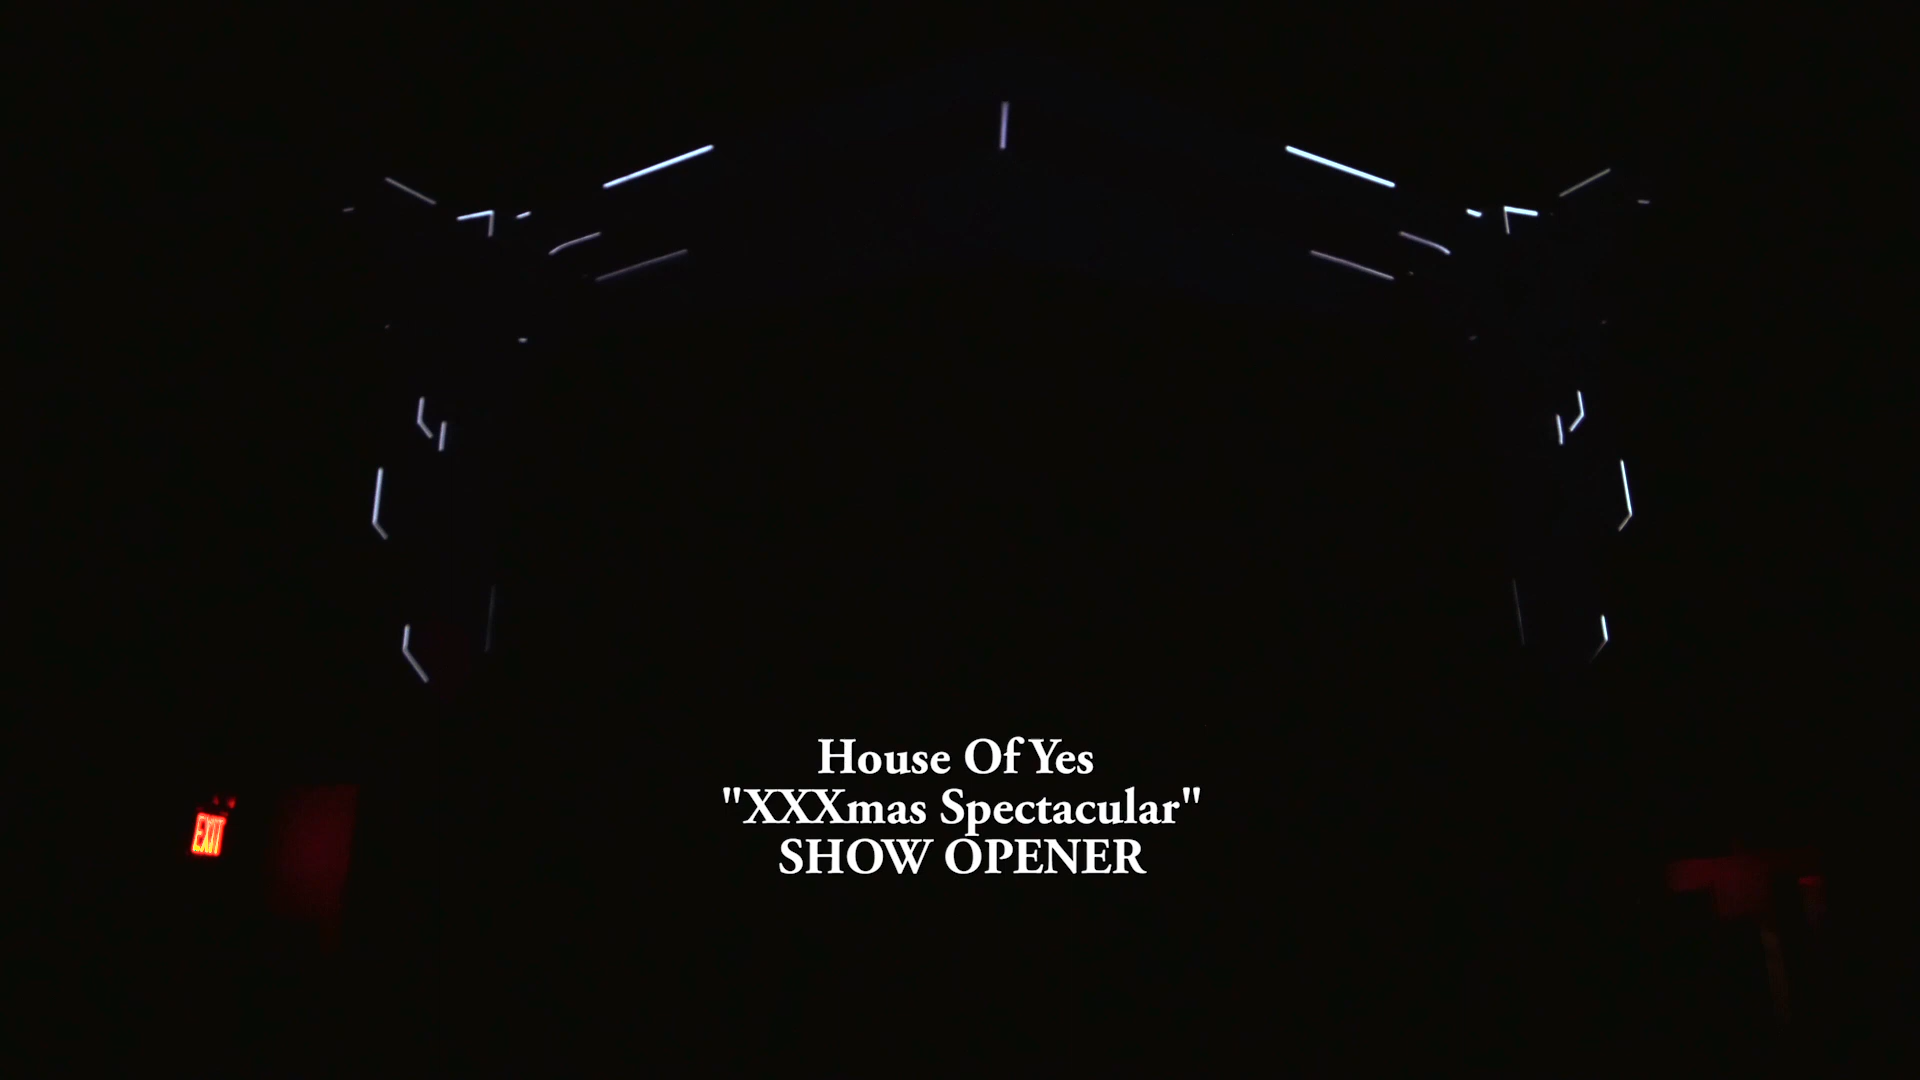 House Of Yes
"XXXmas Spectacular"
SHOW OPENER
EXIT